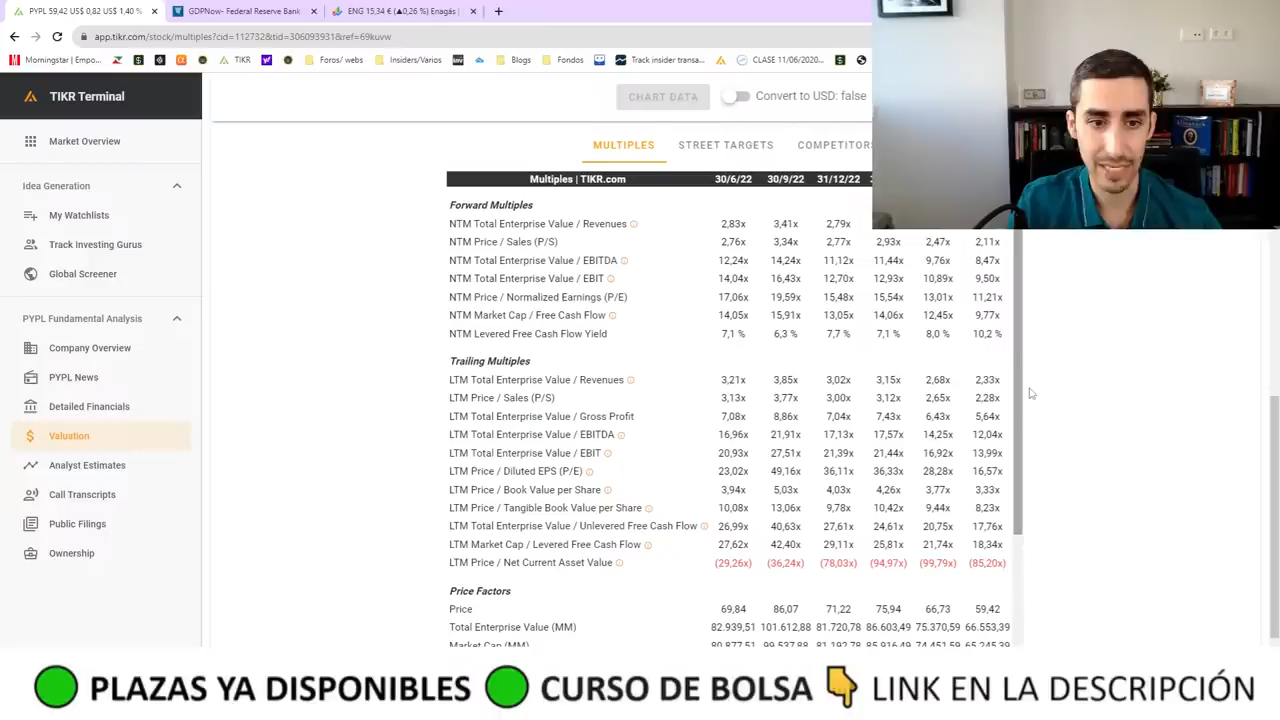 PYPL 59,42 US$ 0,82 US$ 1,40 %
GDPNow- Federal Reserve Bank
ENG 15,34 € (▲0,26 %) Enagás
app.tikr.com/stock/multiples?cid=112732&tid=306093931&ref=69kuvw
Morningstar | Empo...
TIKR
Foros/ webs
Insiders/Varios
Blogs
Fondos
Track insider transa...
CLASE 11/06/2020...
TIKR Terminal
CHART DATA
Convert to USD: false
Market Overview
MULTIPLES STREET TARGETS COMPETITORS
Idea Generation
My Watchlists
Track Investing Gurus
Global Screener
PYPL Fundamental Analysis
Company Overview
PYPL News
Detailed Financials
Valuation
Analyst Estimates
Call Transcripts
Public Filings
Ownership
Multiples | TIKR.com 30/6/22 30/9/22 31/12/22
Forward Multiples
NTM Total Enterprise Value / Revenues 2,83x 3,41x 2,79x
NTM Price / Sales (P/S) 2,76x 3,34x 2,77x 2,93x 2,47x 2,11x
NTM Total Enterprise Value / EBITDA 12,24x 14,24x 11,12x 11,44x 9,76x 8,47x
NTM Total Enterprise Value / EBIT 14,04x 16,43x 12,70x 12,93x 10,89x 9,50x
NTM Price / Normalized Earnings (P/E) 17,06x 19,59x 15,48x 15,54x 13,01x 11,21x
NTM Market Cap / Free Cash Flow 14,05x 15,91x 13,05x 14,06x 12,45x 9,77x
NTM Levered Free Cash Flow Yield 7,1 % 6,3 % 7,7 % 7,1 % 8,0 % 10,2 %
Trailing Multiples
LTM Total Enterprise Value / Revenues 3,21x 3,85x 3,02x 3,15x 2,68x 2,33x
LTM Price / Sales (P/S) 3,13x 3,77x 3,00x 3,12x 2,65x 2,28x
LTM Total Enterprise Value / Gross Profit 7,08x 8,86x 7,04x 7,43x 6,43x 5,64x
LTM Total Enterprise Value / EBITDA 16,96x 21,91x 17,13x 17,57x 14,25x 12,04x
LTM Total Enterprise Value / EBIT 20,93x 27,51x 21,39x 21,44x 16,92x 13,99x
LTM Price / Diluted EPS (P/E) 23,02x 49,16x 36,11x 36,33x 28,28x 16,57x
LTM Price / Book Value per Share 3,94x 5,03x 4,03x 4,26x 3,77x 3,33x
LTM Price / Tangible Book Value per Share 10,08x 13,06x 9,78x 10,42x 9,44x 8,23x
LTM Total Enterprise Value / Unlevered Free Cash Flow 26,99x 40,63x 27,61x 24,61x 20,75x 17,76x
LTM Market Cap / Levered Free Cash Flow 27,62x 42,40x 29,11x 25,81x 21,74x 18,34x
LTM Price / Net Current Asset Value (29,26x) (36,24x) (78,03x) (94,97x) (99,79x) (85,20x)
Price Factors
Price 69,84 86,07 71,22 75,94 66,73 59,42
Total Enterprise Value (MM) 82.939,51 101.612,88 81.720,78 86.603,49 75.370,59 66.553,39
Market Cap (MM) 80.877,51 99.537,88 81.192,78 85.916,49 74.451,59 65.245,39
PLAZAS YA DISPONIBLES CURSO DE BOLSA LINK EN LA DESCRIPCIÓN